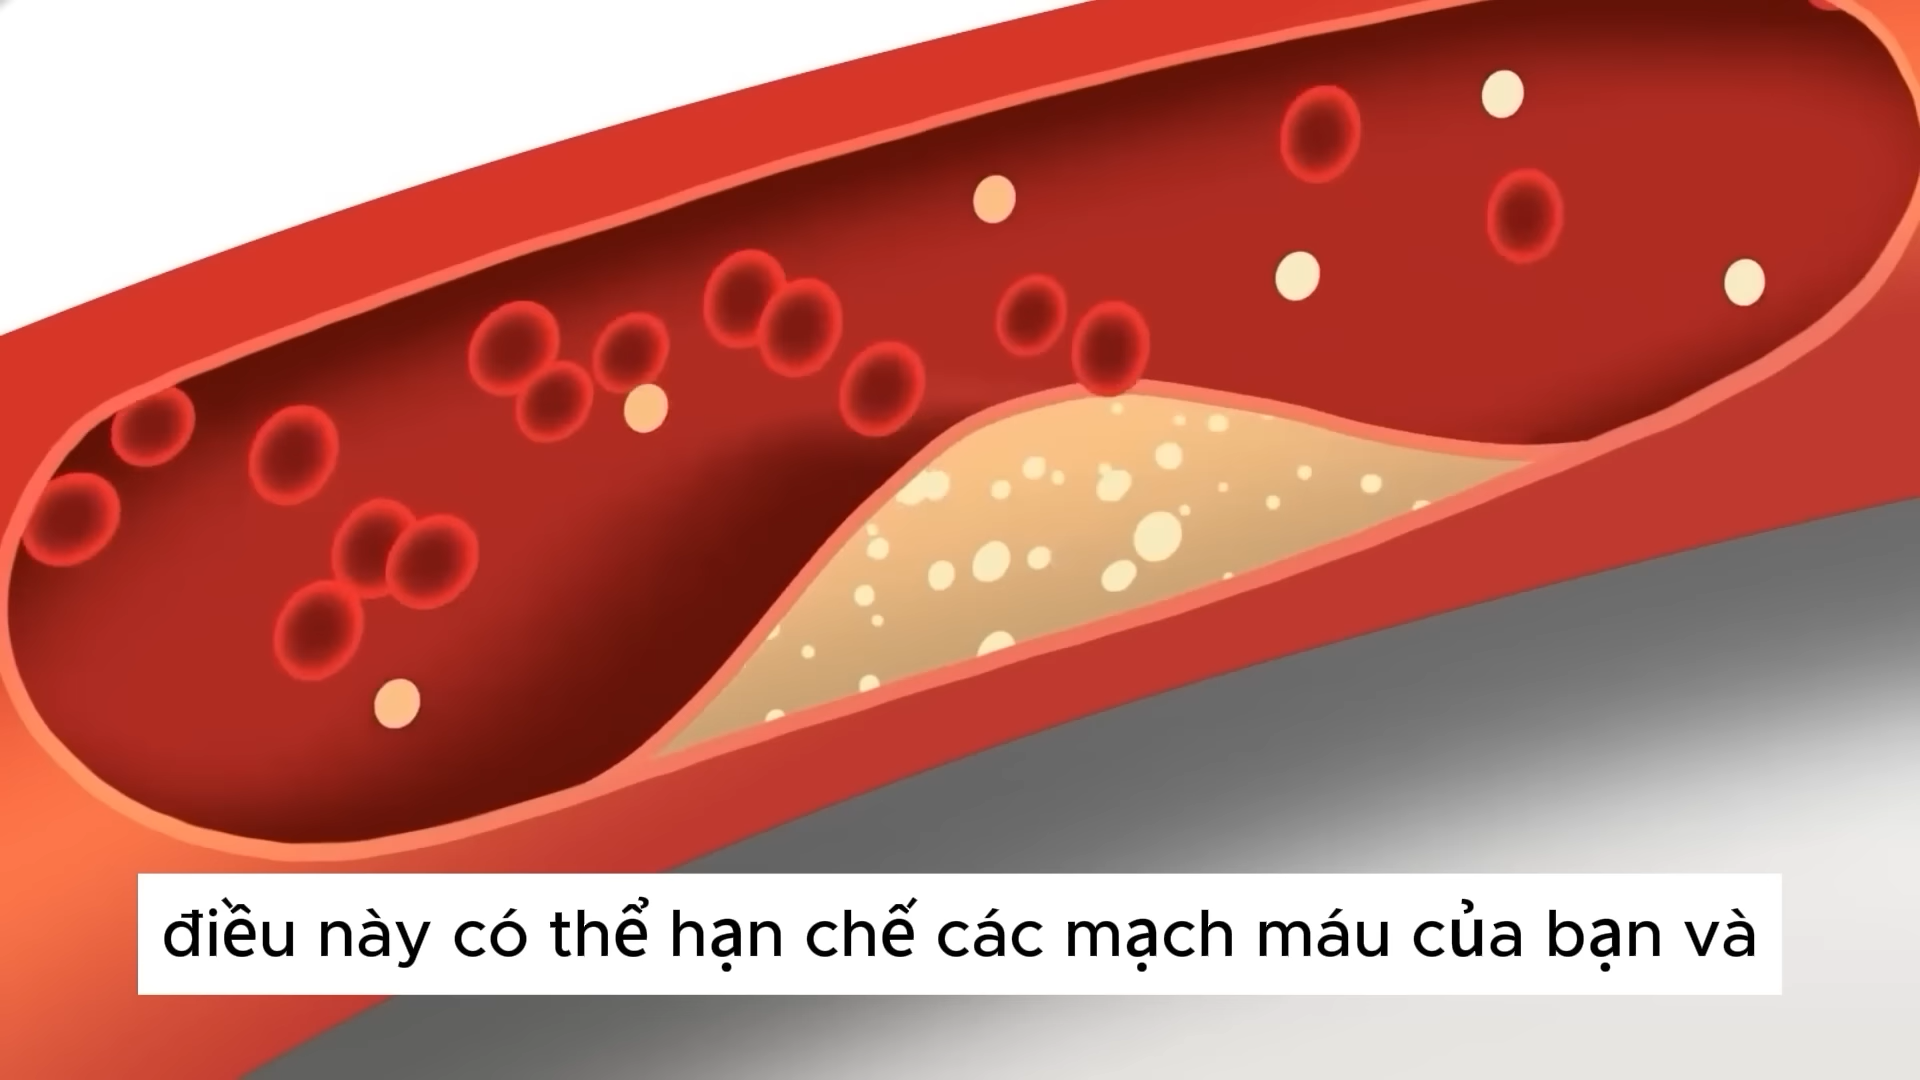 điều này có thể hạn chế các mạch máu của bạn và